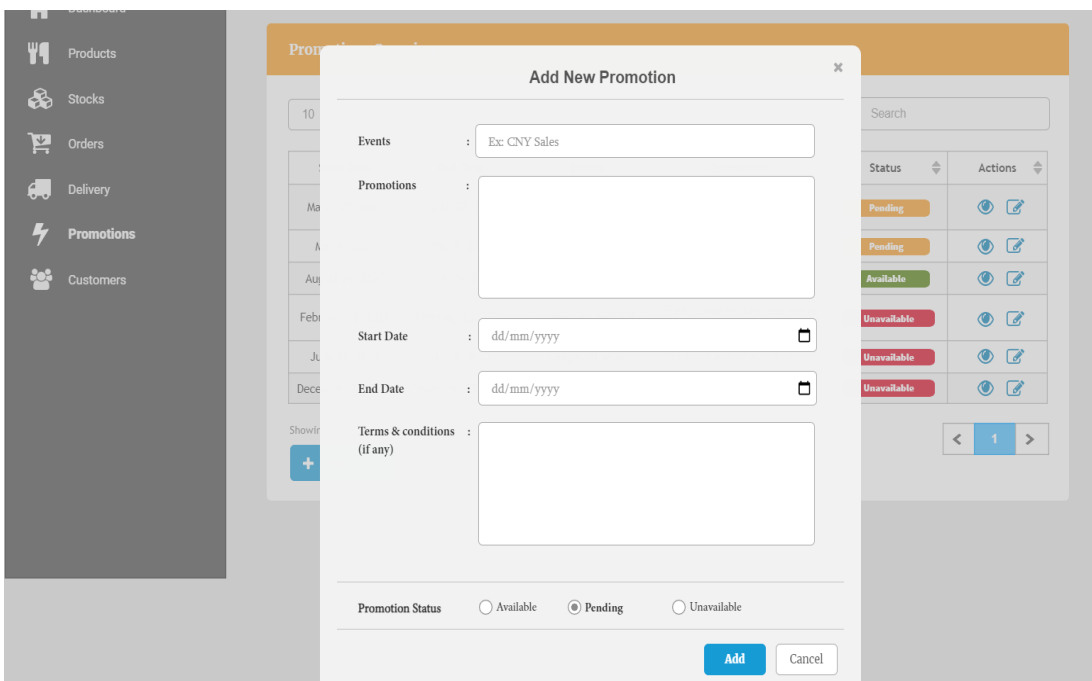 Products
Stocks
Orders
Delivery
Promotions
Customers
10
Search
Status
Actions
Pending
Pending
Available
Unavailable
Unavailable
Unavailable
1
Add New Promotion
Events :
Ex: CNY Sales
Promotions :
Start Date :
dd/mm/yyyy
End Date :
dd/mm/yyyy
Terms & conditions :
(if any)
Promotion Status
Available
Pending
Unavailable
Add
Cancel